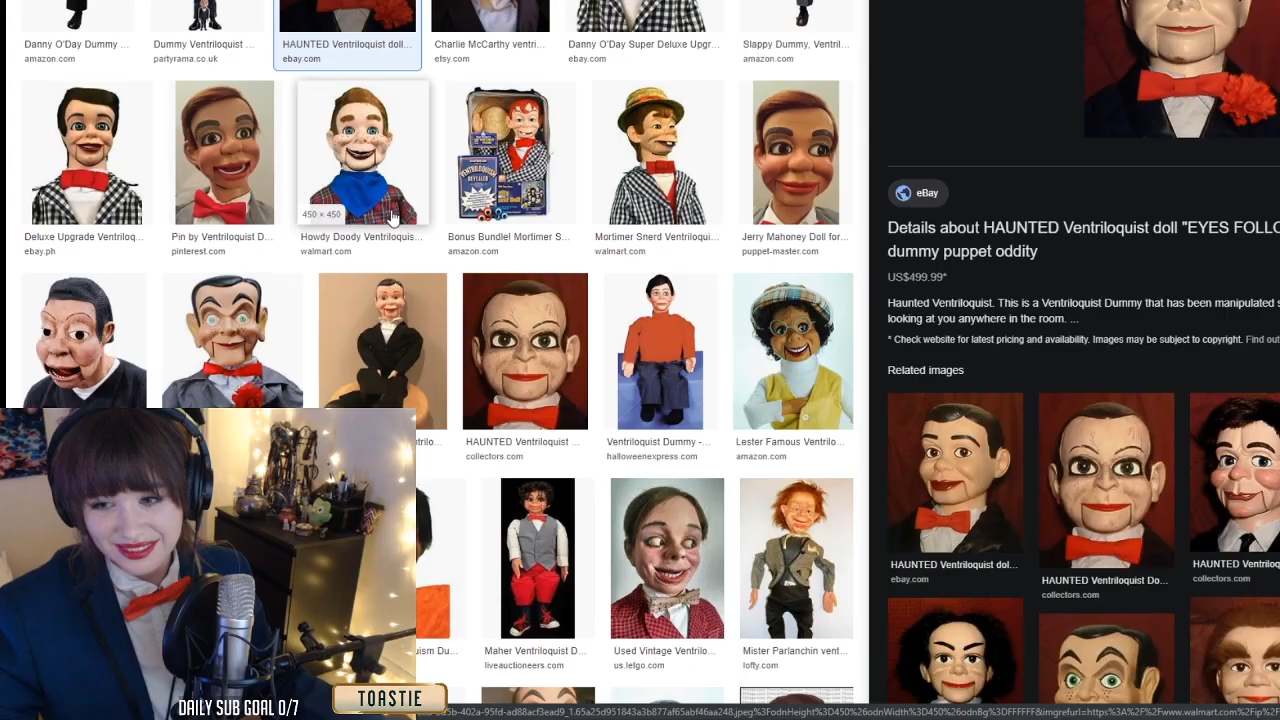 Danny O'Day Dummy ...
amazon.com
Dummy Ventriloquist ...
partyrama.co.uk
HAUNTED Ventriloquist doll...
ebay.com
Charlie McCarthy ventri...
etsy.com
Danny O'Day Super Deluxe Upgr...
ebay.com
Slappy Dummy, Ventril...
amazon.com
450 × 450
VENTRILOQUISM
REVEALED
Deluxe Upgrade Ventriloq...
ebay.ph
Pin by Ventriloquist D...
pinterest.com
Howdy Doody Ventriloquis...
walmart.com
Bonus Bundle! Mortimer S...
amazon.com
Mortimer Snerd Ventriloqui...
walmart.com
Jerry Mahoney Doll for...
puppet-master.com
utrilo...
HAUNTED Ventriloquist ...
collectors.com
Ventriloquist Dummy -...
halloweenexpress.com
Lester Famous Ventrilo...
amazon.com
uism Du...
Maher Ventriloquist D...
liveauctioneers.com
Used Vintage Ventrilo...
us.letgo.com
Mister Parlanchin vent...
lofty.com
eBay
Details about HAUNTED Ventriloquist doll "EYES FOLLO
dummy puppet oddity
US$499.99*
Haunted Ventriloquist. This is a Ventriloquist Dummy that has been manipulated
looking at you anywhere in the room. ...
* Check website for latest pricing and availability. Images may be subject to copyright. Find out
Related images
HAUNTED Ventriloquist dol...
ebay.com
HAUNTED Ventriloquist Do...
collectors.com
HAUNTED Ventriloq
collectors.com
DAILY SUB GOAL 0/7
TOASTIE